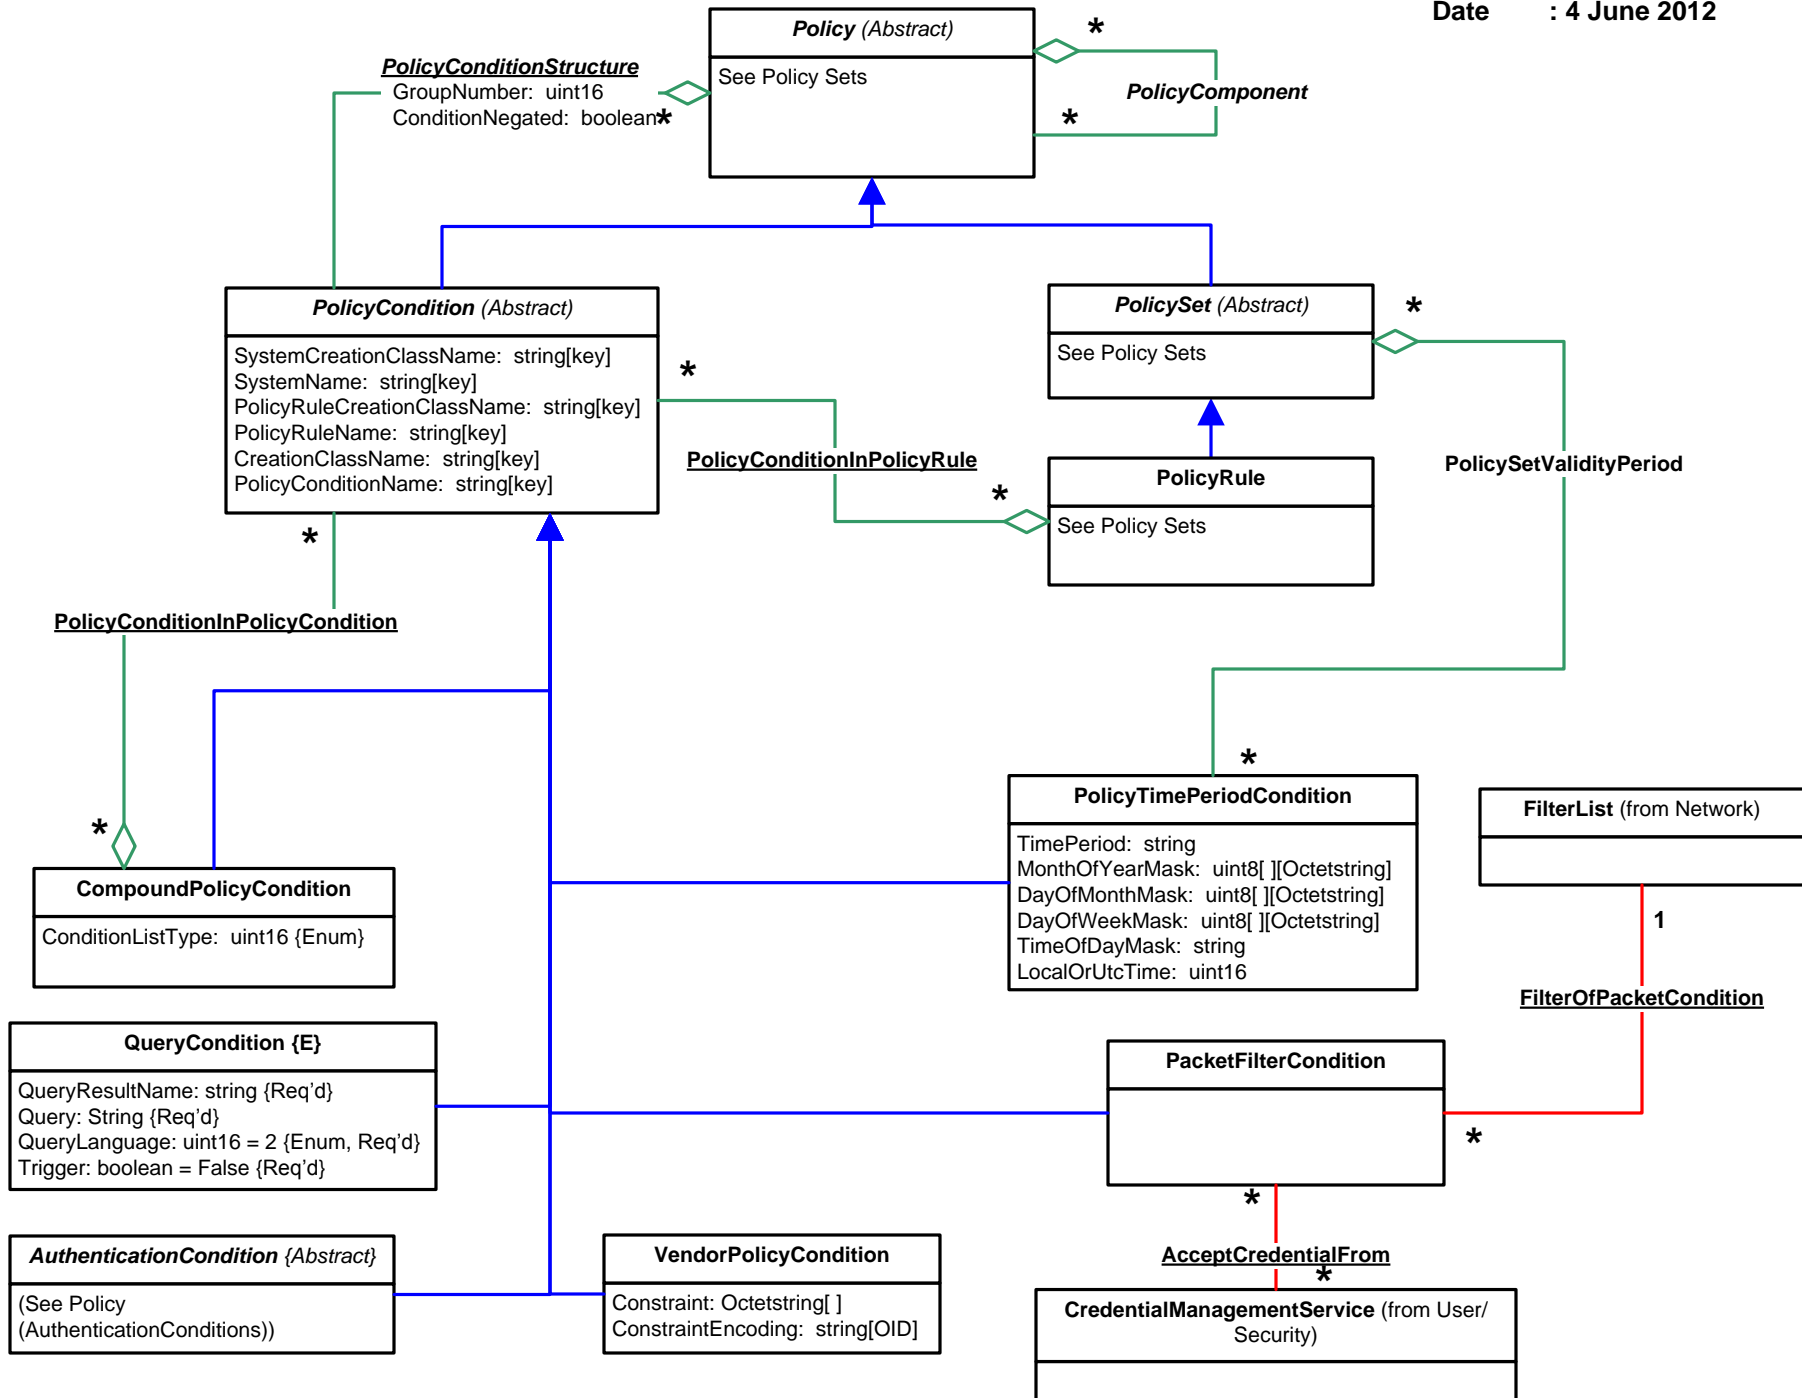 Date : 4 June 2012
Policy (Abstract)
See Policy Sets
*
PolicyComponent
*
PolicyConditionStructure
GroupNumber: uint16
ConditionNegated: boolean
*
PolicyCondition (Abstract)
SystemCreationClassName: string[key]
SystemName: string[key]
PolicyRuleCreationClassName: string[key]
PolicyRuleName: string[key]
CreationClassName: string[key]
PolicyConditionName: string[key]
*
PolicySet (Abstract)
See Policy Sets
*
PolicyConditionInPolicyRule
*
PolicyRule
See Policy Sets
PolicySetValidityPeriod
*
PolicyConditionInPolicyCondition
*
*
PolicyTimePeriodCondition
TimePeriod: string
MonthOfYearMask: uint8[ ][Octetstring]
DayOfMonthMask: uint8[ ][Octetstring]
DayOfWeekMask: uint8[ ][Octetstring]
TimeOfDayMask: string
LocalOrUtcTime: uint16
FilterList (from Network)
1
FilterOfPacketCondition
*
CompoundPolicyCondition
ConditionListType: uint16 {Enum}
QueryCondition {E}
QueryResultName: string {Req'd}
Query: String {Req'd}
QueryLanguage: uint16 = 2 {Enum, Req'd}
Trigger: boolean = False {Req'd}
PacketFilterCondition
*
AcceptCredentialFrom
*
AuthenticationCondition {Abstract}
(See Policy
(AuthenticationConditions))
VendorPolicyCondition
Constraint: Octetstring[ ]
ConstraintEncoding: string[OID]
CredentialManagementService (from User/
Security)